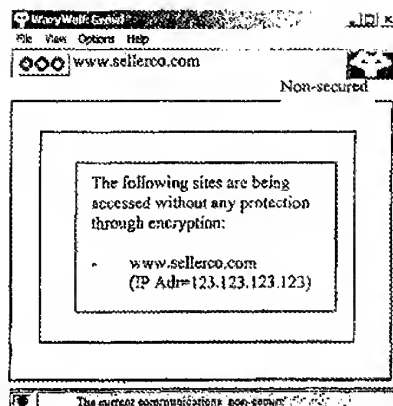 File View Options Help
www.sellerco.com
Non-secured
The following sites are being
accessed without any protection
through encryption:
- www.sellerco.com
(IP Adr=123.123.123.123)
The current communications 'non-secure'